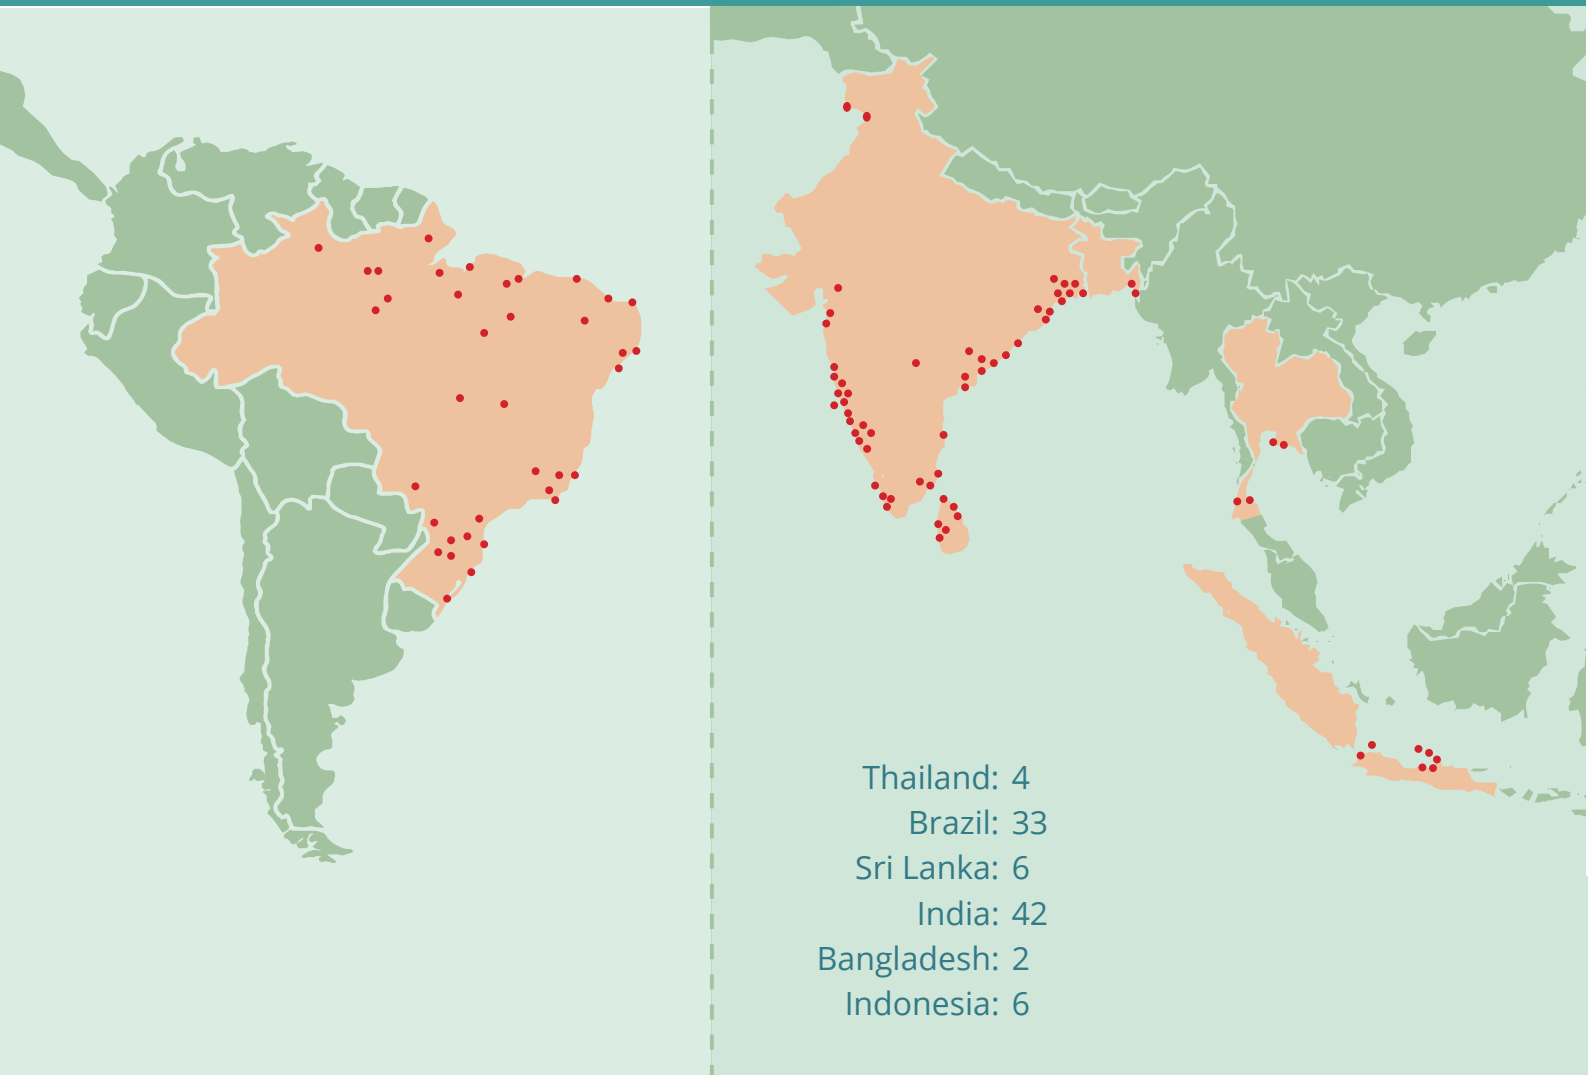 Thailand: 4
Brazil: 33
Sri Lanka: 6
India: 42
Bangladesh: 2
Indonesia: 6